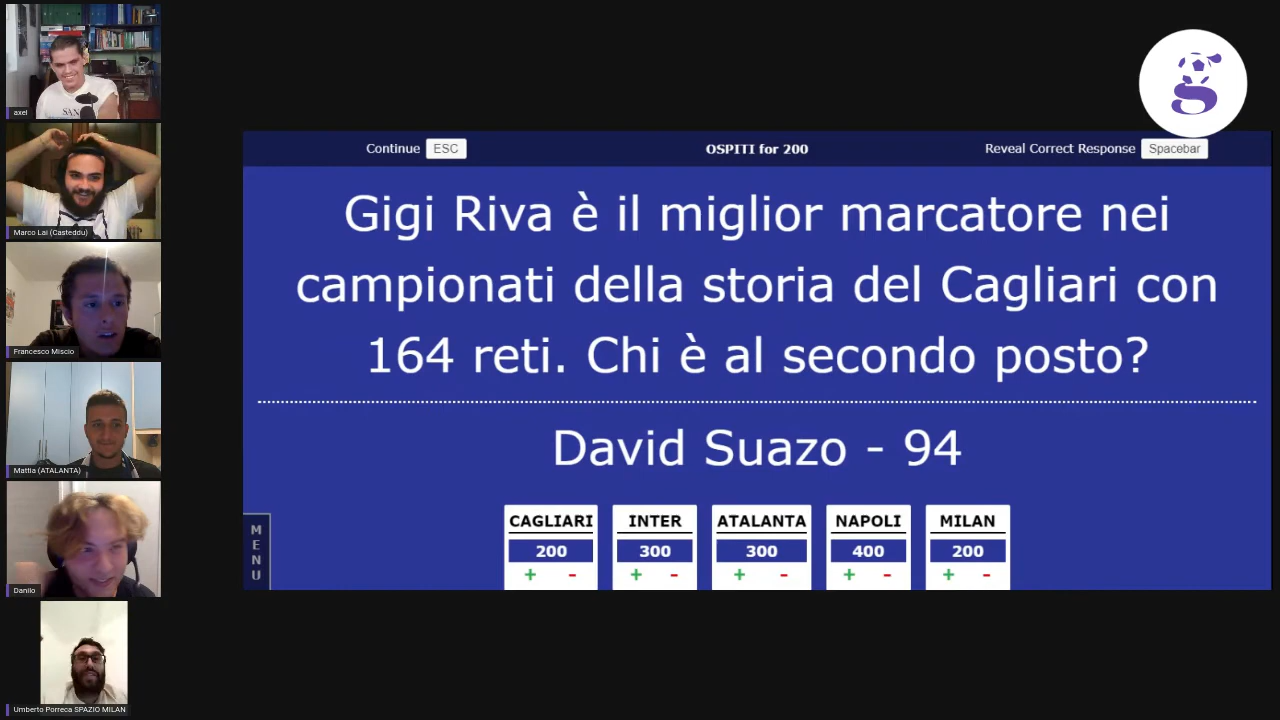 axel
Marco Lai (Casteddu)
Francesco Miscio
Mattia (ATALANTA)
Danilo
Umberto Porreca SPAZIO MILAN
Continue ESC
OSPITI for 200
Reveal Correct Response Spacebar
Gigi Riva è il miglior marcatore nei
campionati della storia del Cagliari con
164 reti. Chi è al secondo posto?
David Suazo - 94
MENU
CAGLIARI INTER ATALANTA NAPOLI MILAN
200 300 300 400 200
+ - + - + - + - + -